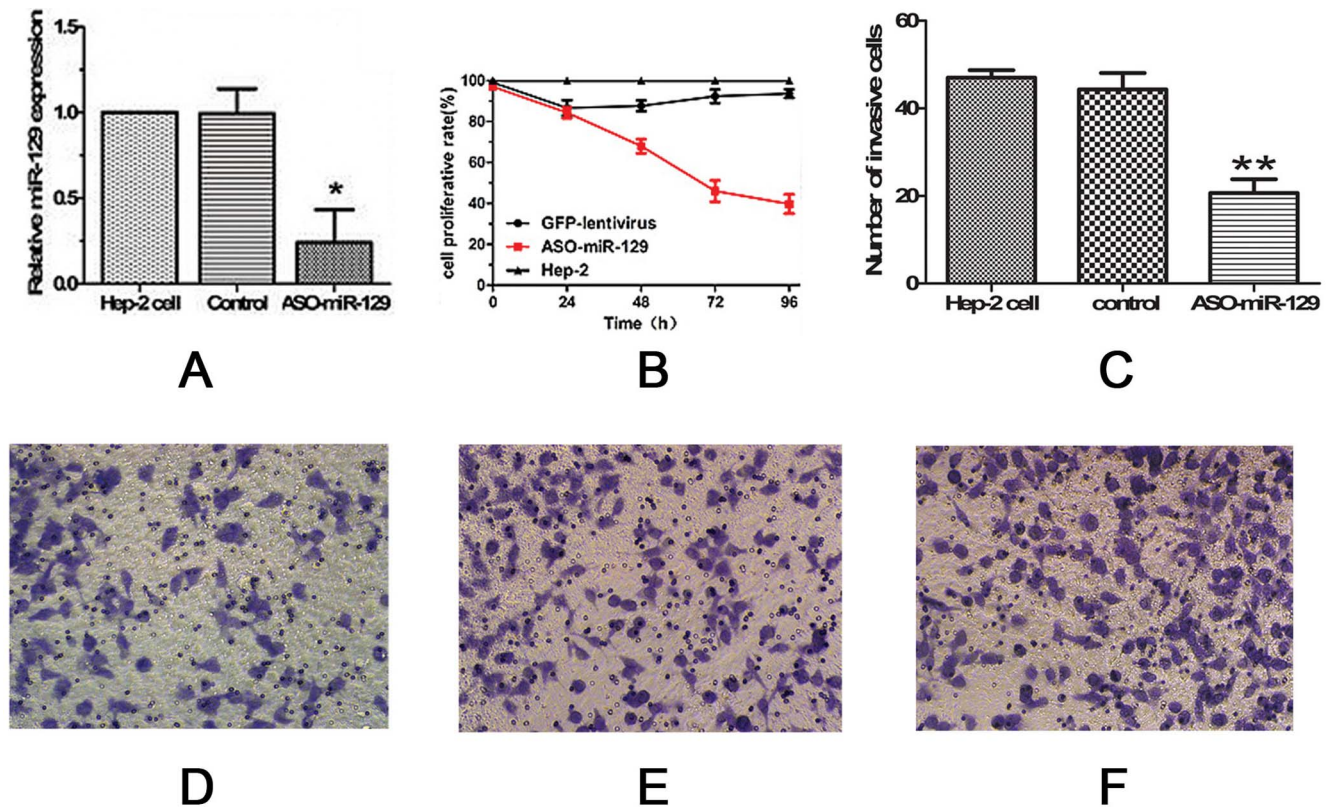 Relative miR-129 expression
1.5
1.0
0.5
0.0
*
Hep-2 cell Control ASO-miR-129
A
cell proliferative rate(%)
100
80
60
40
20
0
GFP-lentivirus
ASO-miR-129
Hep-2
0 24 48 72 96
Time (h)
B
Number of invasive cells
60
40
20
0
**
Hep-2 cell control ASO-miR-129
C
D
E
F